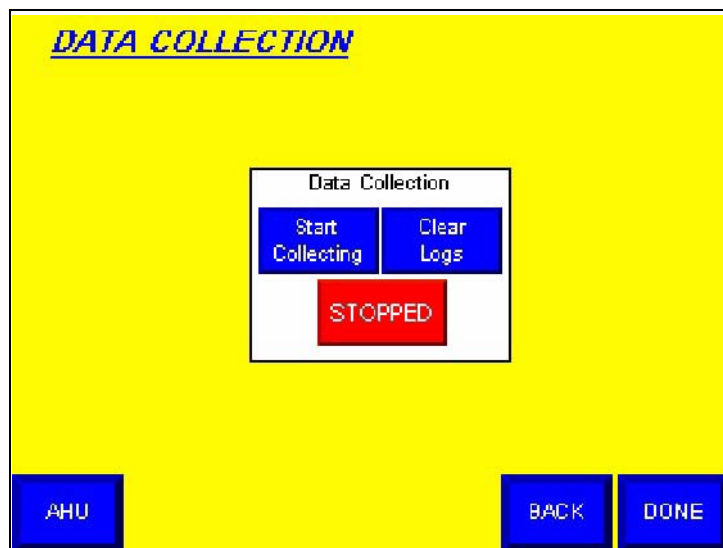 DATA COLLECTION
Data Collection
Start Clear
Collecting Logs
STOPPED
AHU BACK DONE